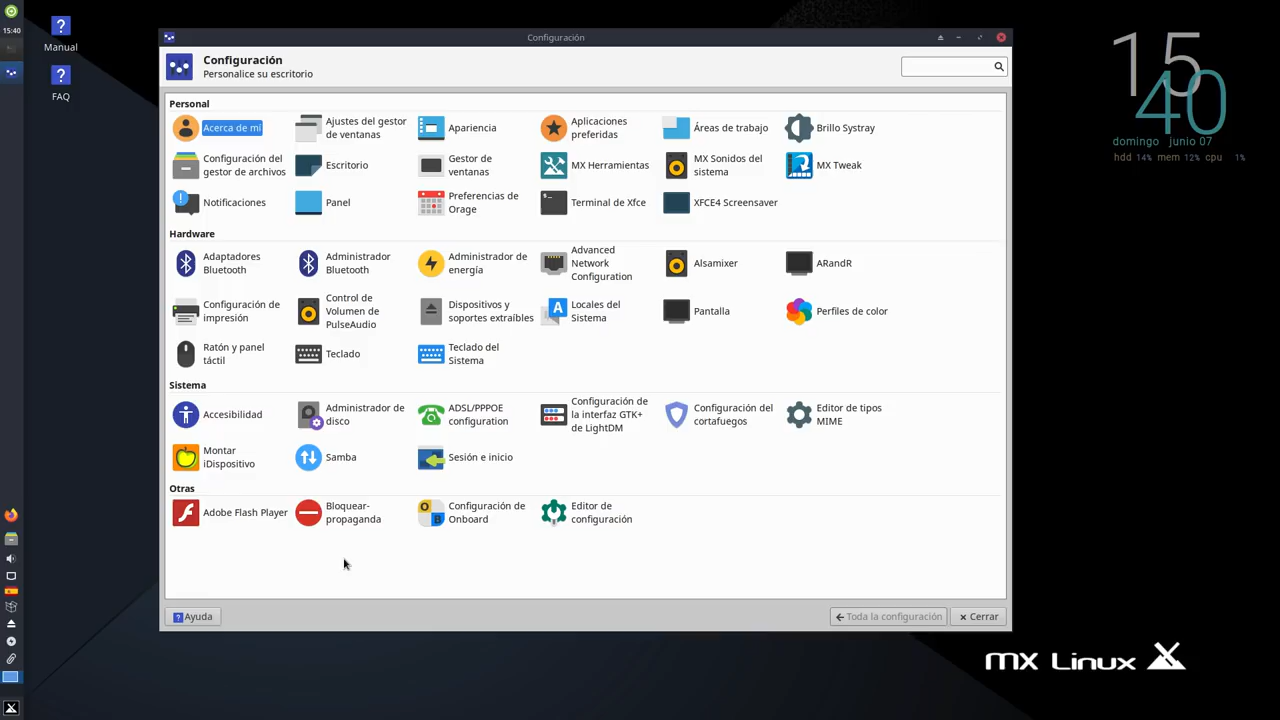 15:40
Manual
FAQ
Configuración
Configuración
Personalice su escritorio
15
40
domingo junio 07
hdd 14% mem 12% cpu 1%
Personal
Acerca de mí
Ajustes del gestor
de ventanas
Apariencia
Aplicaciones
preferidas
Áreas de trabajo
Brillo Systray
Configuración del
gestor de archivos
Escritorio
Gestor de
ventanas
MX Herramientas
MX Sonidos del
sistema
MX Tweak
Notificaciones
Panel
Preferencias de
Orage
Terminal de Xfce
XFCE4 Screensaver
Hardware
Adaptadores
Bluetooth
Administrador
Bluetooth
Administrador de
energía
Advanced
Network
Configuration
Alsamixer
ARandR
Configuración de
impresión
Control de
Volumen de
PulseAudio
Dispositivos y
soportes extraíbles
Locales del
Sistema
Pantalla
Perfiles de color
Ratón y panel
táctil
Teclado
Teclado del
Sistema
Sistema
Accesibilidad
Administrador de
disco
ADSL/PPPOE
configuration
Configuración de
la interfaz GTK+
de LightDM
Configuración del
cortafuegos
Editor de tipos
MIME
Montar
iDispositivo
Samba
Sesión e inicio
Otras
Adobe Flash Player
Bloquear-
propaganda
Configuración de
Onboard
Editor de
configuración
Ayuda
Toda la configuración
Cerrar
MX Linux